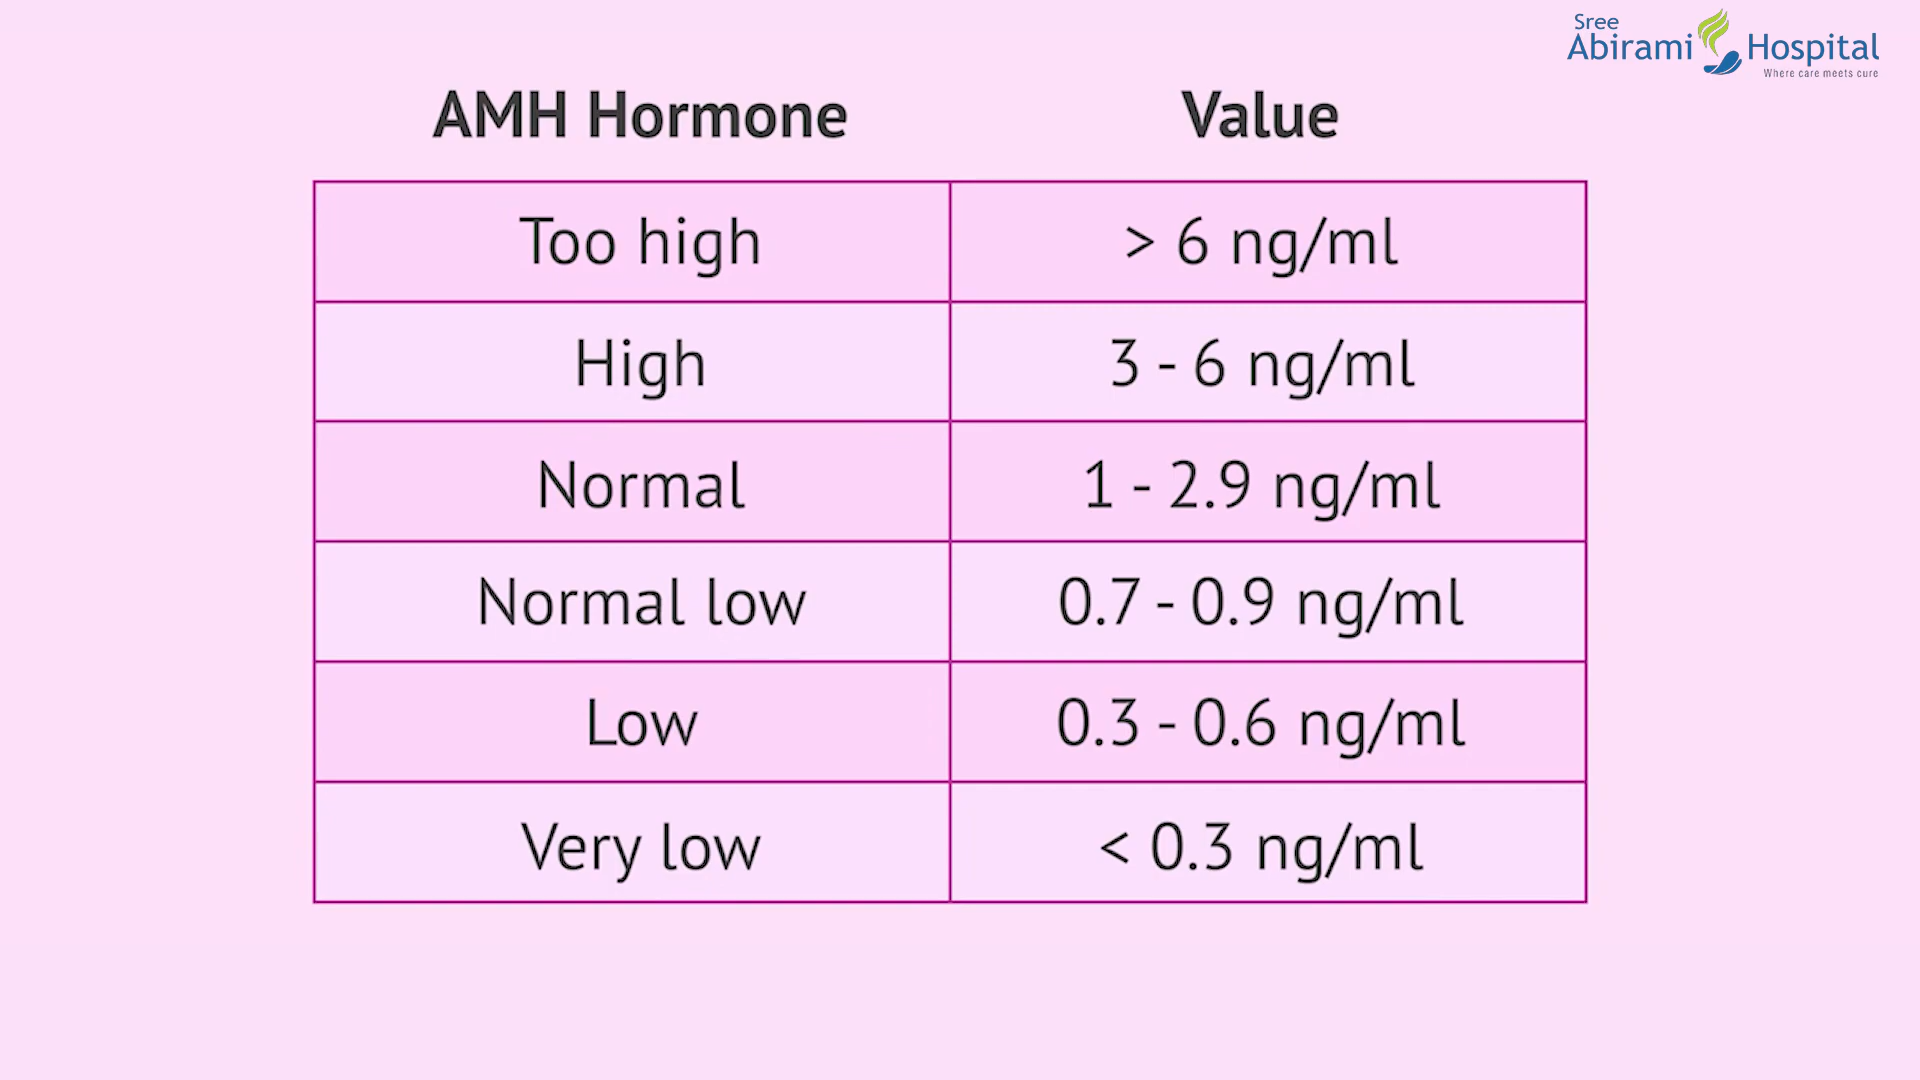 Sree
Abirami Hospital
Where care meets cure
AMH Hormone Value
Too high > 6 ng/ml
High 3 - 6 ng/ml
Normal 1 - 2.9 ng/ml
Normal low 0.7 - 0.9 ng/ml
Low 0.3 - 0.6 ng/ml
Very low < 0.3 ng/ml